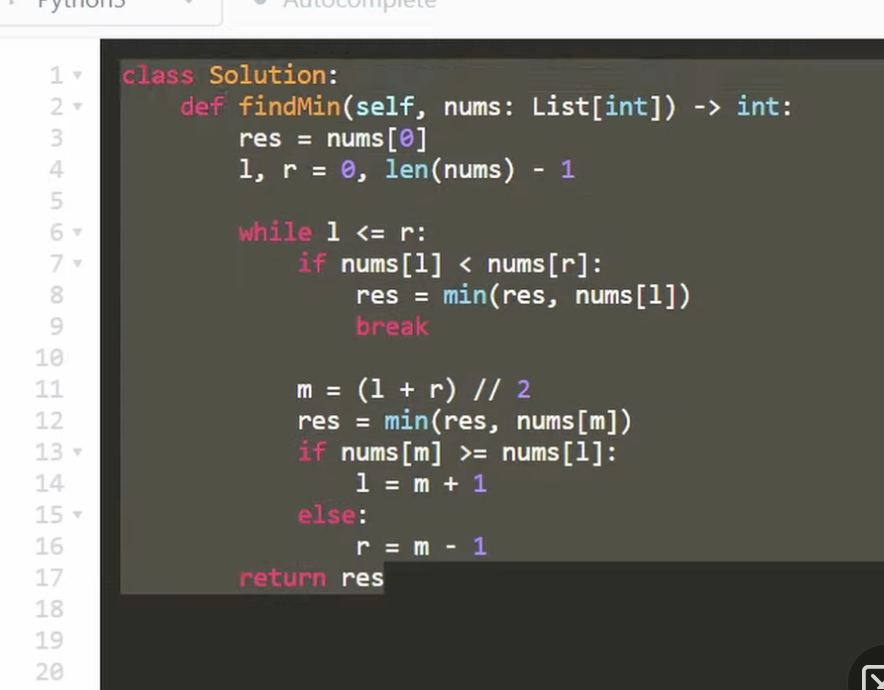 Python3 Autocomplete
1 class Solution:
2 def findMin(self, nums: List[int]) -> int:
3 res = nums[0]
4 l, r = 0, len(nums) - 1
5
6 while l <= r:
7 if nums[l] < nums[r]:
8 res = min(res, nums[l])
9 break
10
11 m = (l + r) // 2
12 res = min(res, nums[m])
13 if nums[m] >= nums[l]:
14 l = m + 1
15 else:
16 r = m - 1
17 return res
18
19
20